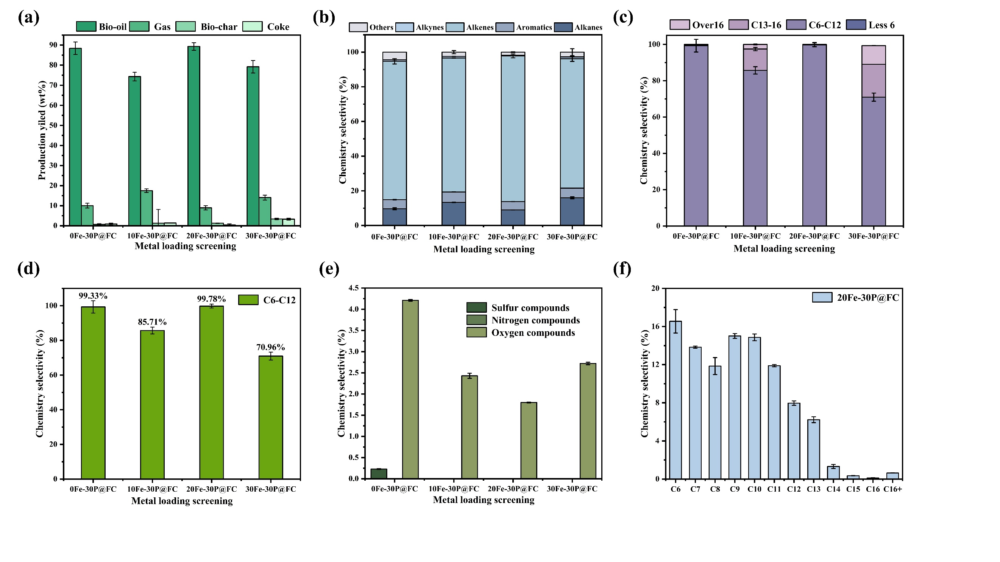 (a)
Bio-oil Gas Bio-char Coke
Production yiled (wt%)
90
80
70
60
50
40
30
20
10
0
0Fe-30P@FC 10Fe-30P@FC 20Fe-30P@FC 30Fe-30P@FC
Metal loading screening
(b)
Others Alkynes Alkenes Aromatics Alkanes
Chemistry selectivity (%)
100
80
60
40
20
0
0Fe-30P@FC 10Fe-30P@FC 20Fe-30P@FC 30Fe-30P@FC
Metal loading screening
(c)
Over16 C13-16 C6-C12 Less 6
Chemistry selectivity (%)
100
80
60
40
20
0
0Fe-30P@FC 10Fe-30P@FC 20Fe-30P@FC 30Fe-30P@FC
Metal loading screening
(d)
C6-C12
99.33%
85.71%
99.78%
70.96%
Chemistry selectivity (%)
100
80
60
40
20
0
0Fe-30P@FC 10Fe-30P@FC 20Fe-30P@FC 30Fe-30P@FC
Metal loading screening
(e)
Sulfur compounds
Nitrogen compounds
Oxygen compounds
Chemistry selectivity (%)
4.5
4.0
3.5
3.0
2.5
2.0
1.5
1.0
0.5
0.0
0Fe-30P@FC 10Fe-30P@FC 20Fe-30P@FC 30Fe-30P@FC
Metal loading screening
(f)
20Fe-30P@FC
Chemistry selectivity (%)
20
16
12
8
4
0
C6 C7 C8 C9 C10 C11 C12 C13 C14 C15 C16 C16+